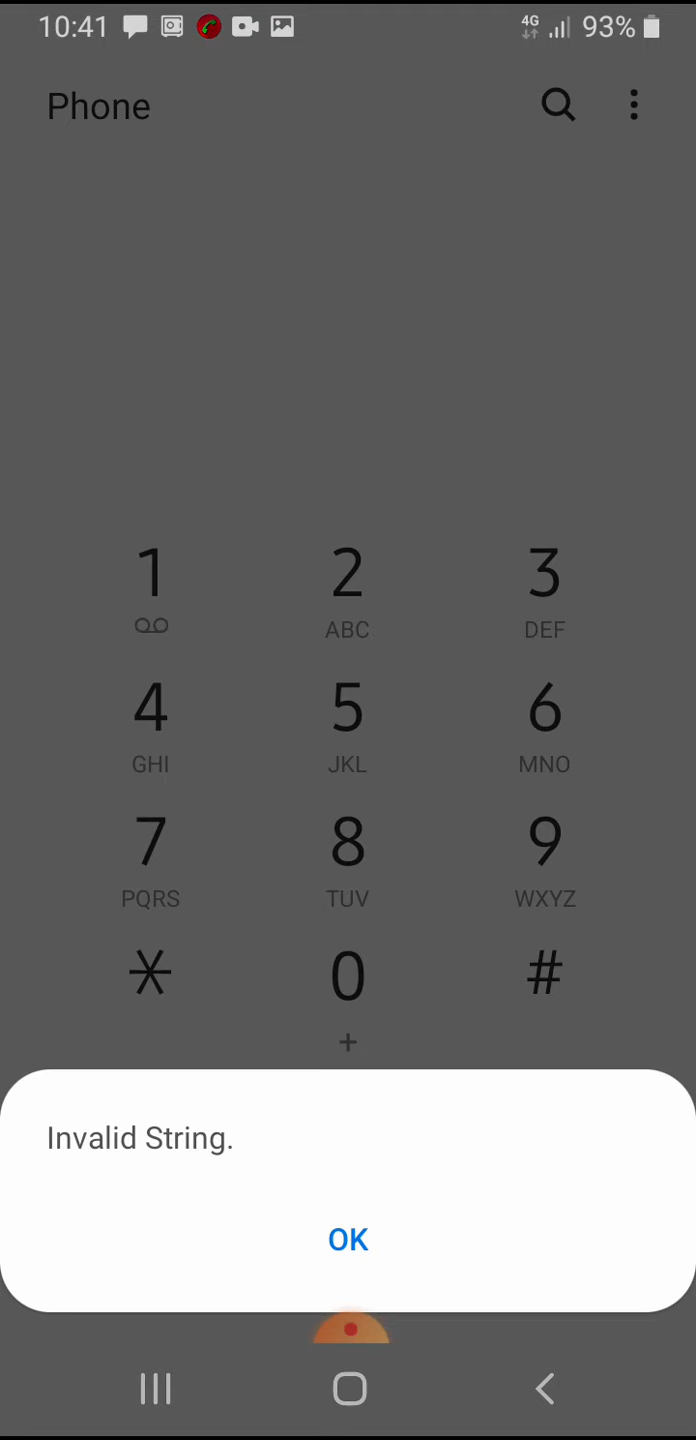 10:41 4G 93%
Phone
1 2 3
ABC DEF
4 5 6
GHI JKL MNO
7 8 9
PQRS TUV WXYZ
* 0 #
+
Invalid String.
OK